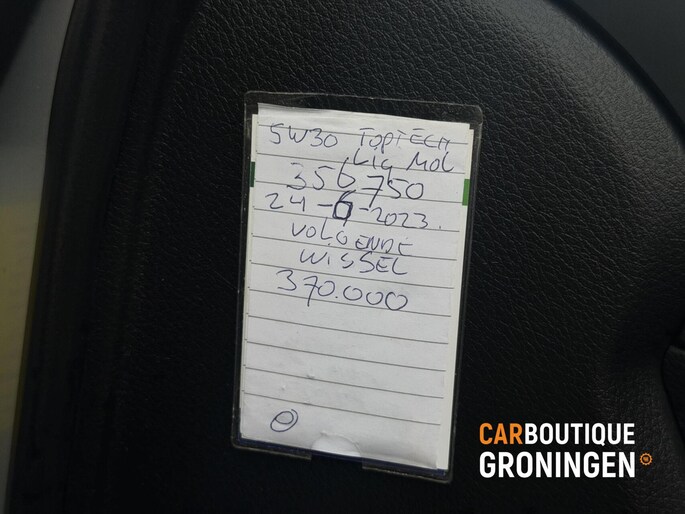 5W30 TOPTECH
LIQ MOL
356750
24-6-2023.
VOLGENDE
WISSEL
370.000
CARBOUTIQUE
GRONINGEN